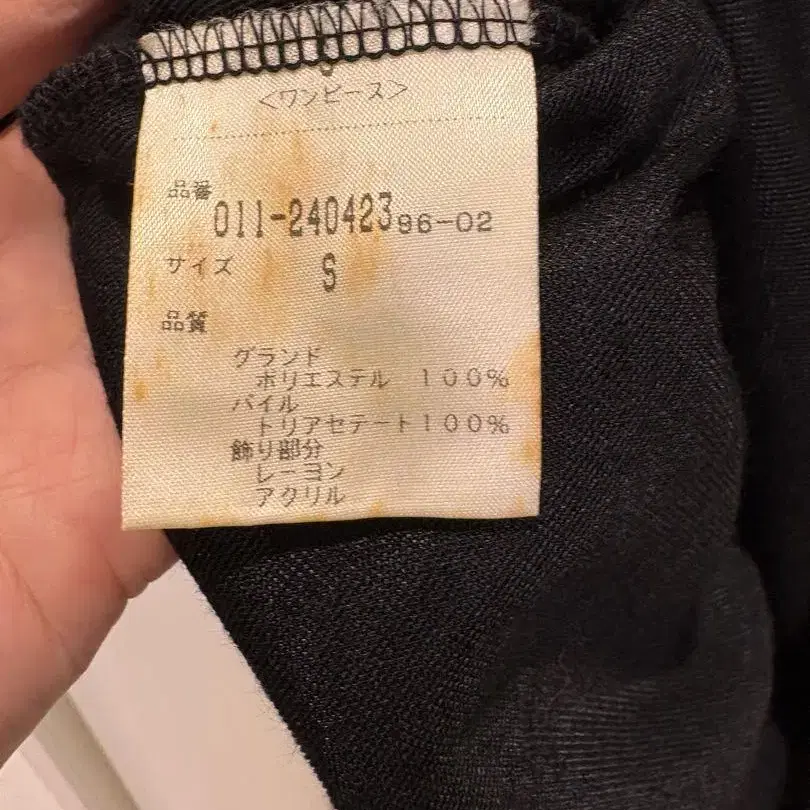 <ワンピース>
品番 011-240423 96-02
サイズ S
品質
グランド
ポリエステル 100%
パイル
トリアセテート100%
飾り部分
レーヨン
アクリル